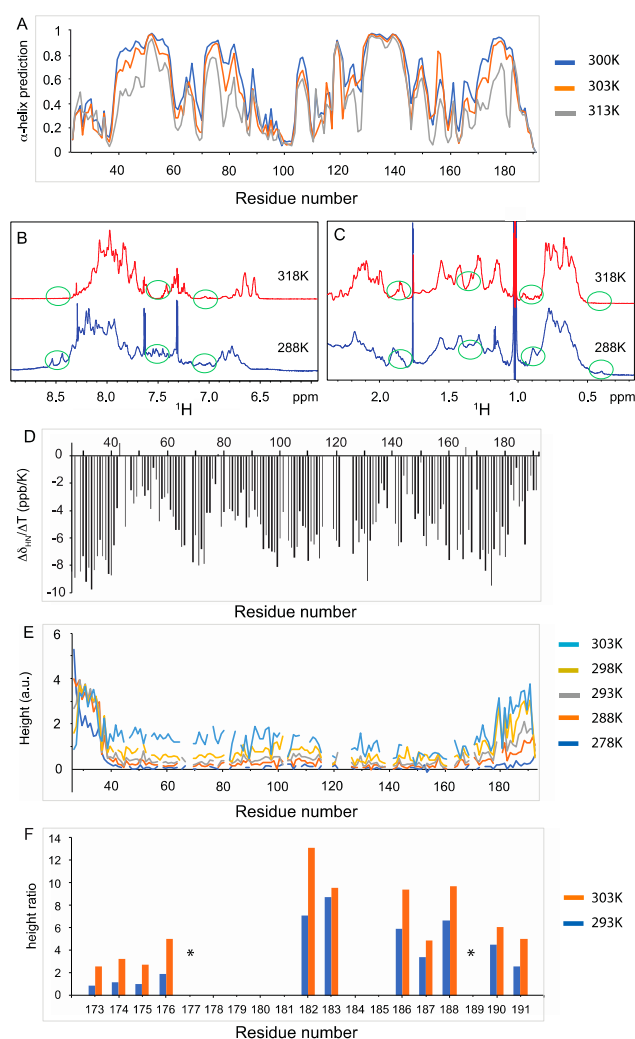 A
α-helix prediction
1
0.8
0.6
0.4
0.2
0
40 60 80 100 120 140 160 180
Residue number
300K
303K
313K
B
318K
288K
8.5 8.0 7.5 7.0 6.5 ppm
¹H
C
318K
288K
2.0 1.5 1.0 0.5 ppm
¹H
D
40 60 80 100 120 140 160 180
ΔδHN/ΔT (ppb/K)
0
-2
-4
-6
-8
-10
Residue number
E
Height (a.u.)
6
4
2
0
40 60 80 100 120 140 160 180
Residue number
303K
298K
293K
288K
278K
F
height ratio
14
12
10
8
6
4
2
0
* *
173 174 175 176 177 178 179 180 181 182 183 184 185 186 187 188 189 190 191
Residue number
303K
293K